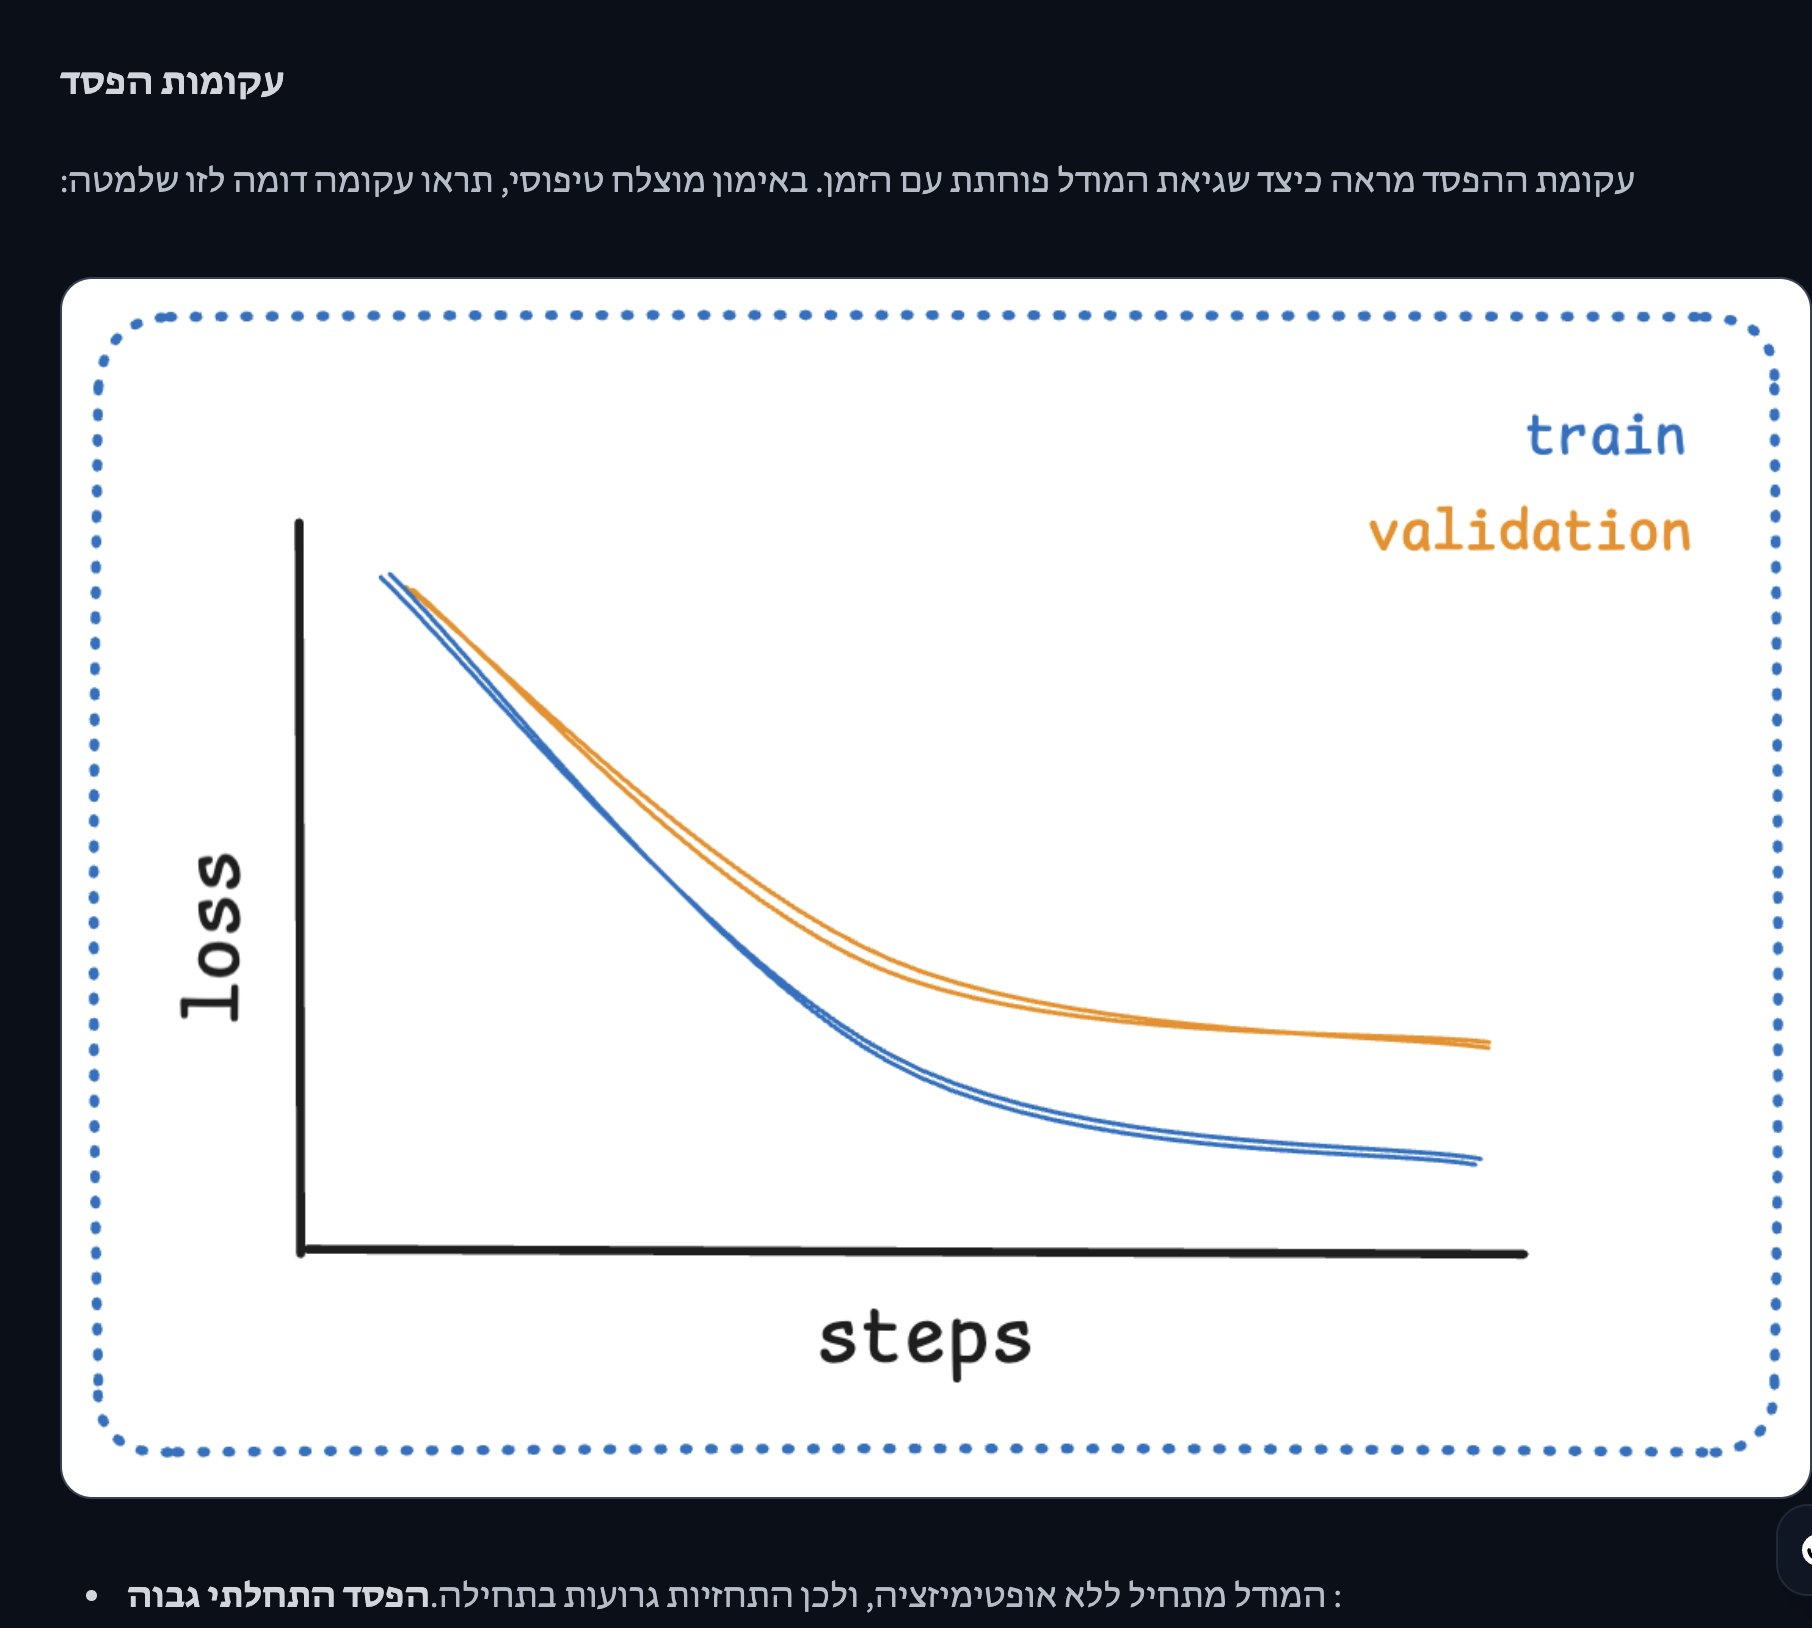 עקומות הפסד
עקומת ההפסד מראה כיצד שגיאת המודל פוחתת עם הזמן. באימון מוצלח טיפוסי, תראו עקומה דומה לזו שלמטה:
train
validation
loss
steps
• הפסד התחלתי גבוה: המודל מתחיל ללא אופטימיזציה, ולכן התחזיות גרועות בתחילה.